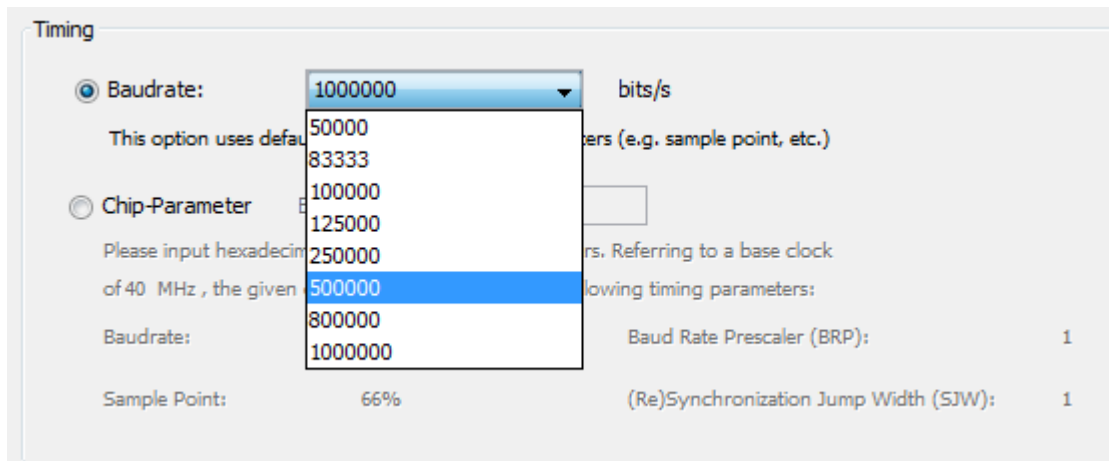 Timing
Baudrate: 1000000 bits/s
50000
This option uses defau ers (e.g. sample point, etc.)
83333
100000
Chip-Parameter
125000
Please input hexadecim rs. Referring to a base clock
250000
of 40 MHz , the given lowing timing parameters:
500000
800000
Baudrate: Baud Rate Prescaler (BRP): 1
1000000
Sample Point: 66% (Re)Synchronization Jump Width (SJW): 1